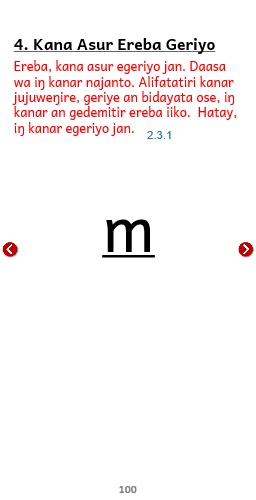 4. Kana Asur Ereba Geriyo
Ereba, kana asur egeriyo jan. Daasa
wa iŋ kanar najanto. Alifatatiri kanar
jujuweŋire, geriye an bidayata ose, iŋ
kanar an gedemitir ereba iiko. Hatay,
iŋ kanar egeriyo jan.
2.3.1
m
100